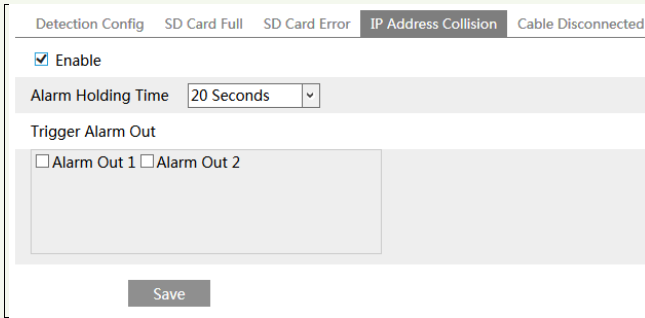 Detection Config SD Card Full SD Card Error IP Address Collision Cable Disconnected
Enable
Alarm Holding Time 20 Seconds
Trigger Alarm Out
Alarm Out 1 Alarm Out 2
Save